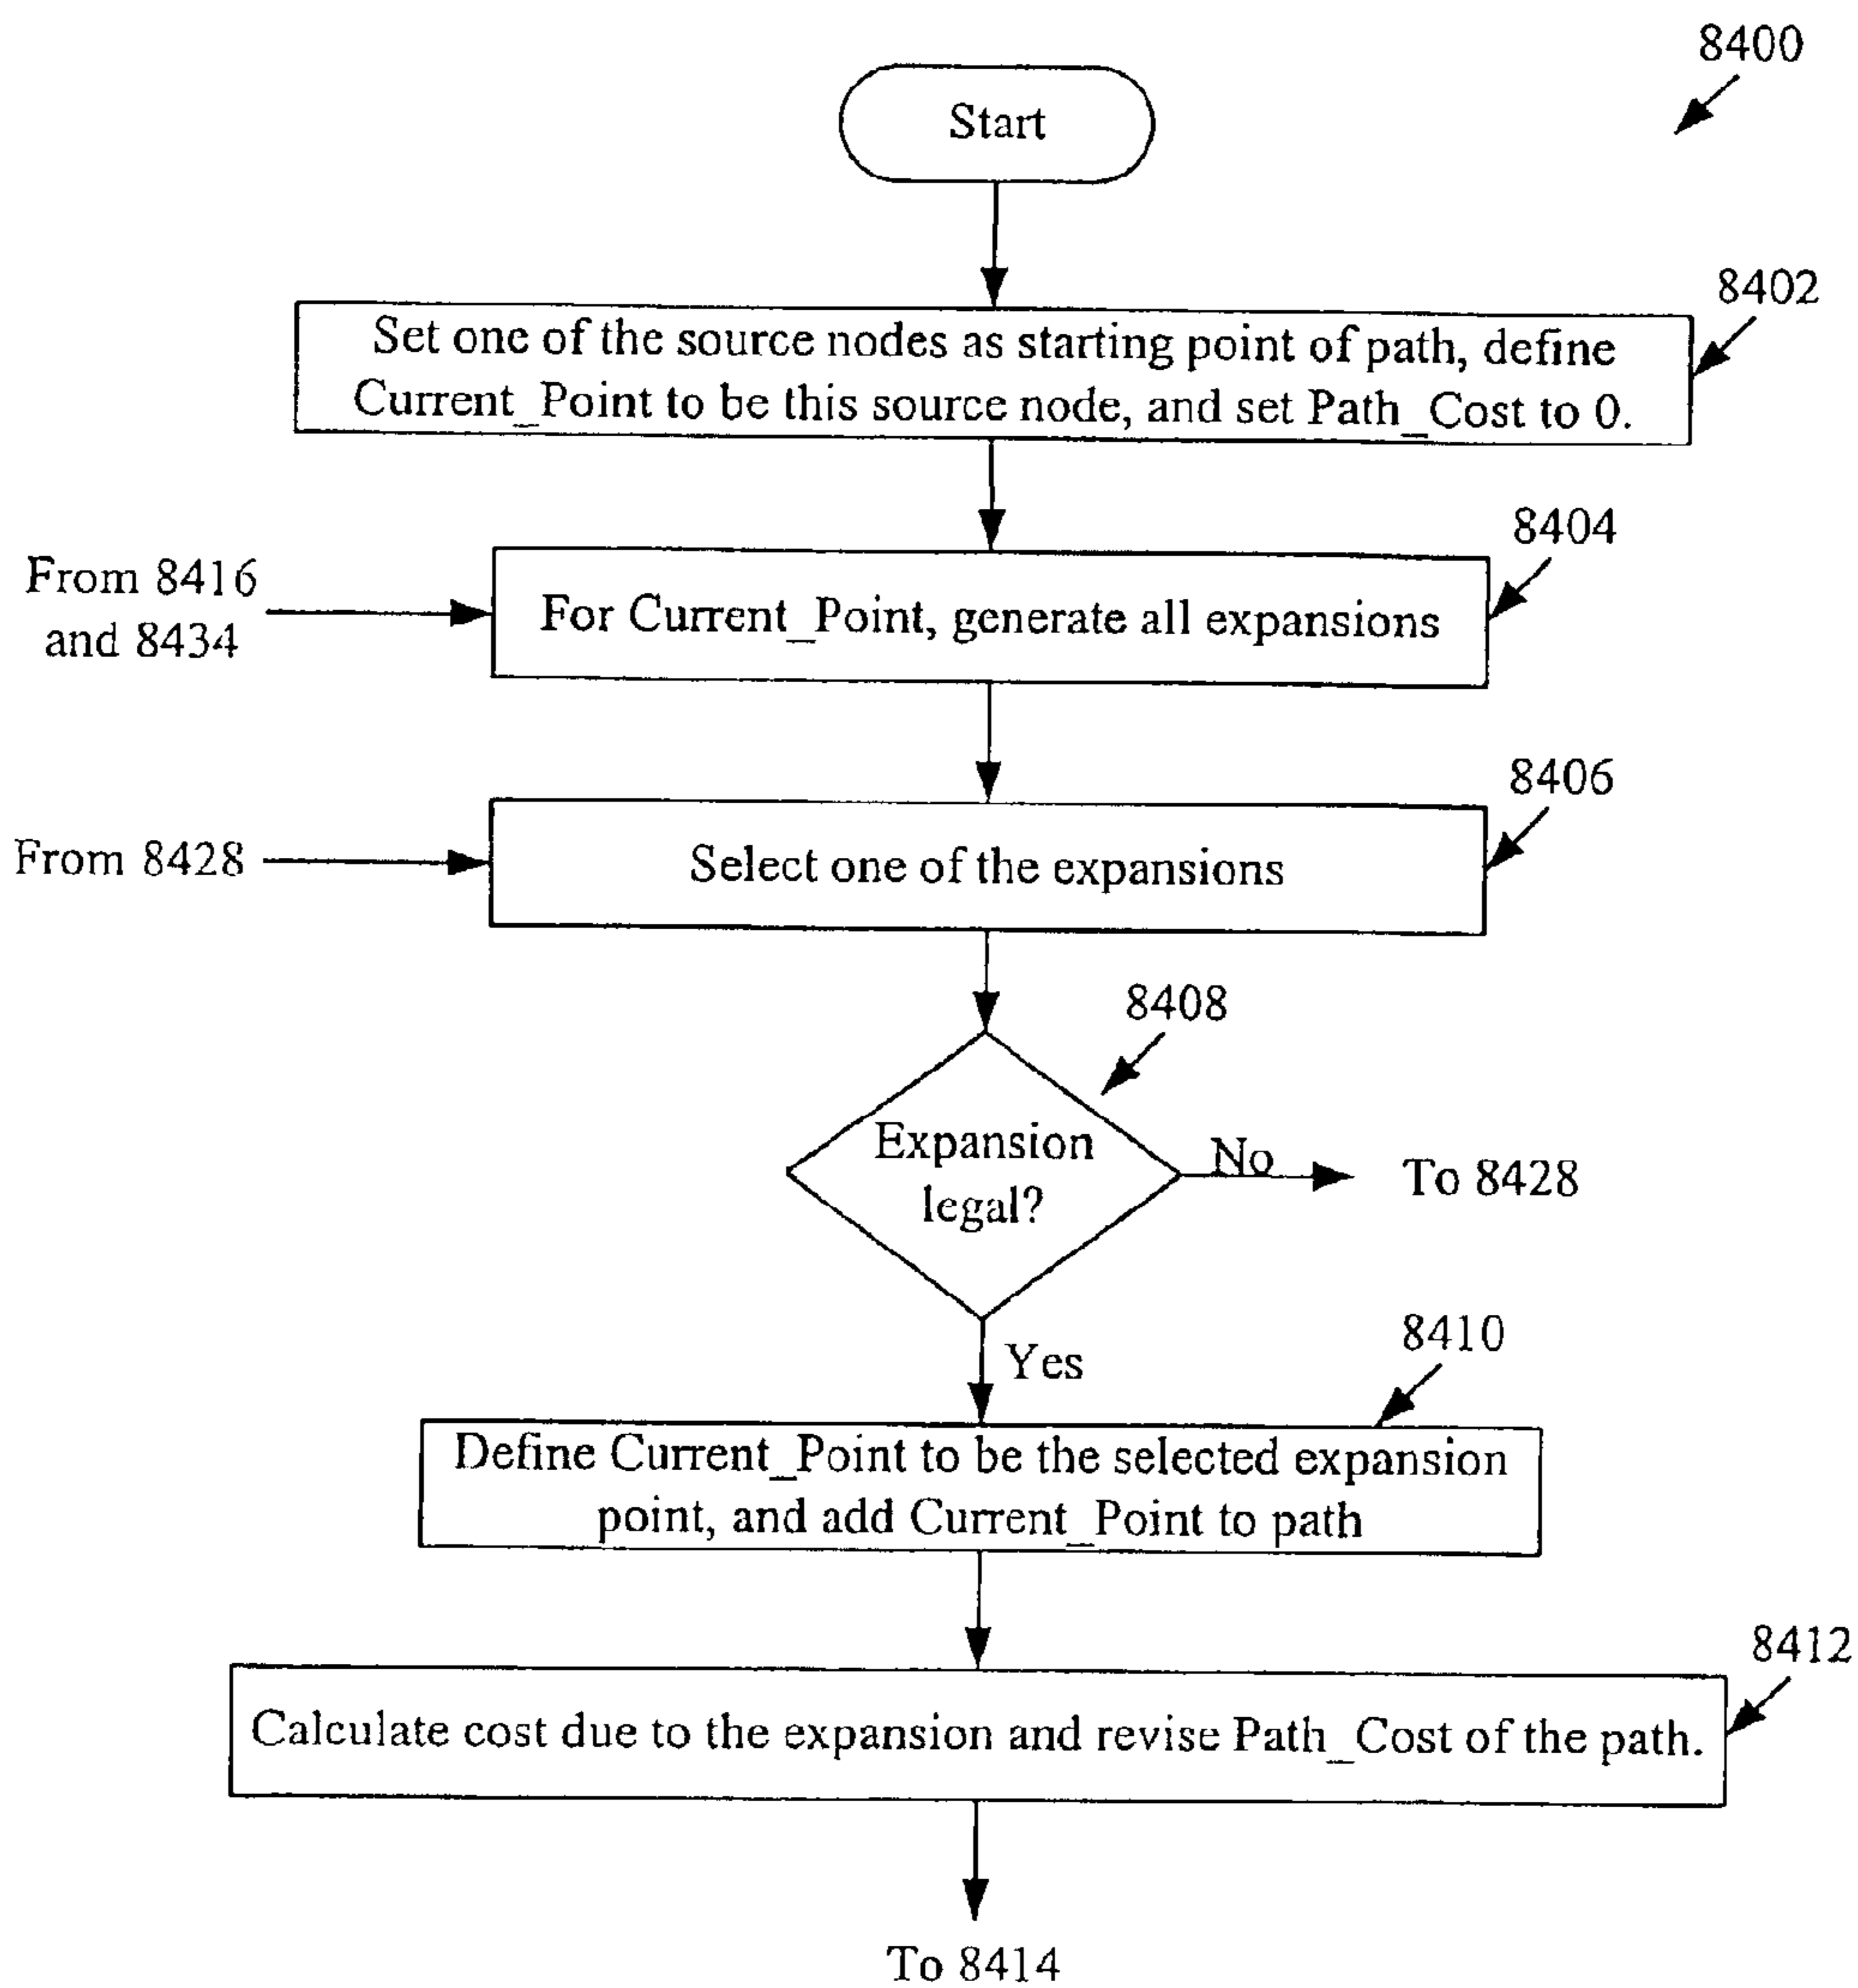 8400
Start
8402
Set one of the source nodes as starting point of path, define
Current_Point to be this source node, and set Path_Cost to 0.
8404
From 8416
and 8434
For Current_Point, generate all expansions
8406
From 8428
Select one of the expansions
8408
Expansion
legal?
No
To 8428
Yes
8410
Define Current_Point to be the selected expansion
point, and add Current_Point to path
8412
Calculate cost due to the expansion and revise Path_Cost of the path.
To 8414